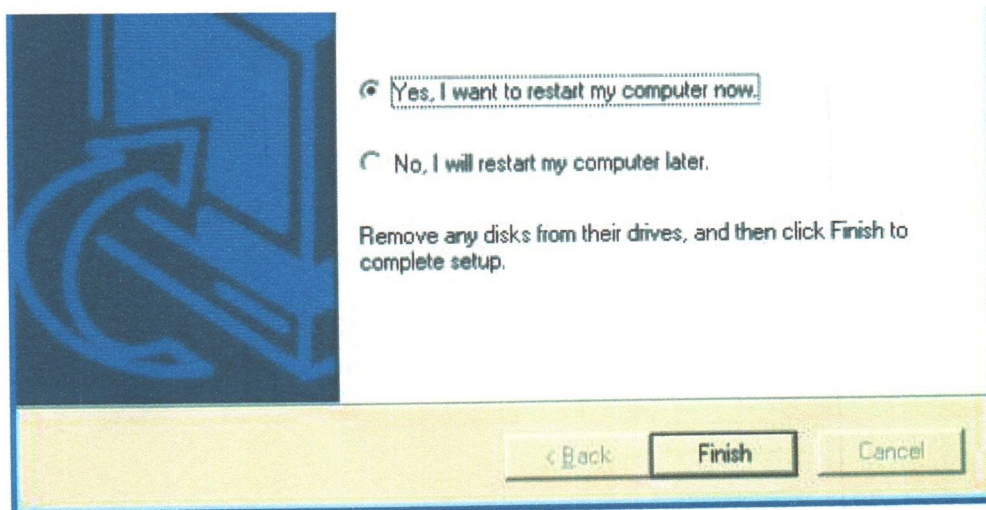 Yes, I want to restart my computer now.
No, I will restart my computer later.
Remove any disks from their drives, and then click Finish to
complete setup.
< Back
Finish
Cancel